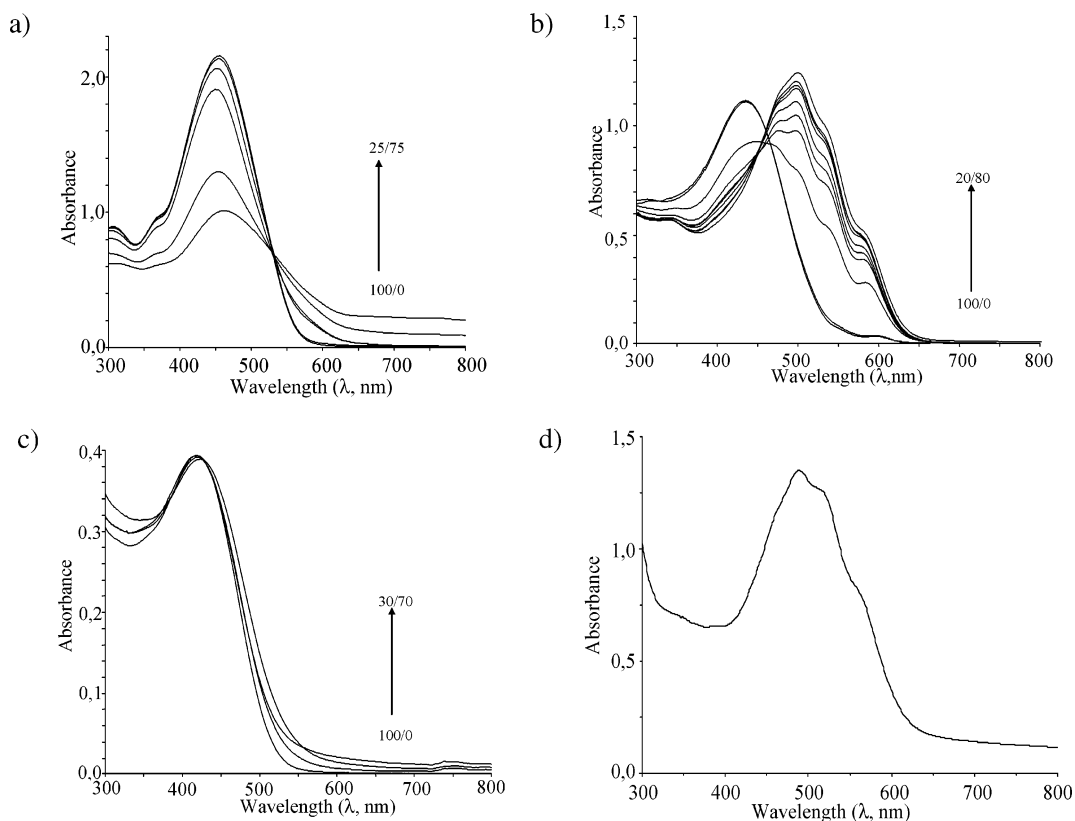 a)
Absorbance
2,0
1,0
0,0
25/75
100/0
300 400 500 600 700 800
Wavelength (λ, nm)
b)
Absorbance
1,5
1,0
0,5
0,0
20/80
100/0
300 400 500 600 700 800
Wavelength (λ,nm)
c)
Absorbance
0,4
0,3
0,2
0,1
0,0
30/70
100/0
300 400 500 600 700 800
Wavelength (λ, nm)
d)
Absorbance
1,5
1,0
0,5
0,0
300 400 500 600 700 800
Wavelength (λ, nm)